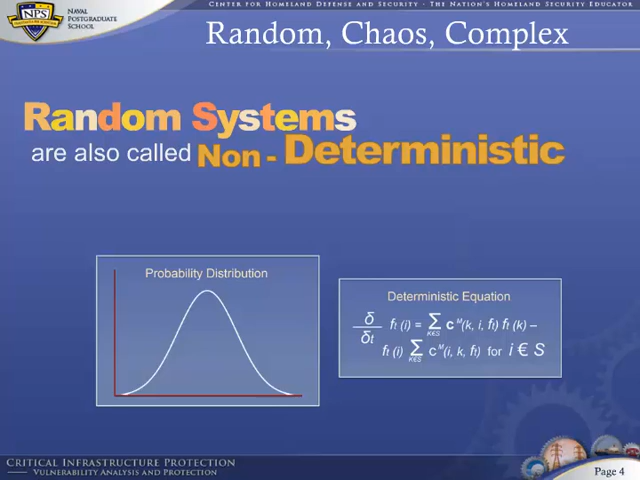 CENTER FOR HOMELAND DEFENSE AND SECURITY - THE NATION'S HOMELAND SECURITY EDUCATOR
NPS
NAVAL
POSTGRADUATE
SCHOOL
Random, Chaos, Complex
Random Systems
are also called Non - Deterministic
Probability Distribution
Deterministic Equation
δ/δt ft (i) = Σ K€S C M(k, i, ft) ft (k) –
ft (i) Σ K€S C M(i, k, ft) for i € S
CRITICAL INFRASTRUCTURE PROTECTION
VULNERABILITY ANALYSIS AND PROTECTION
Page 4